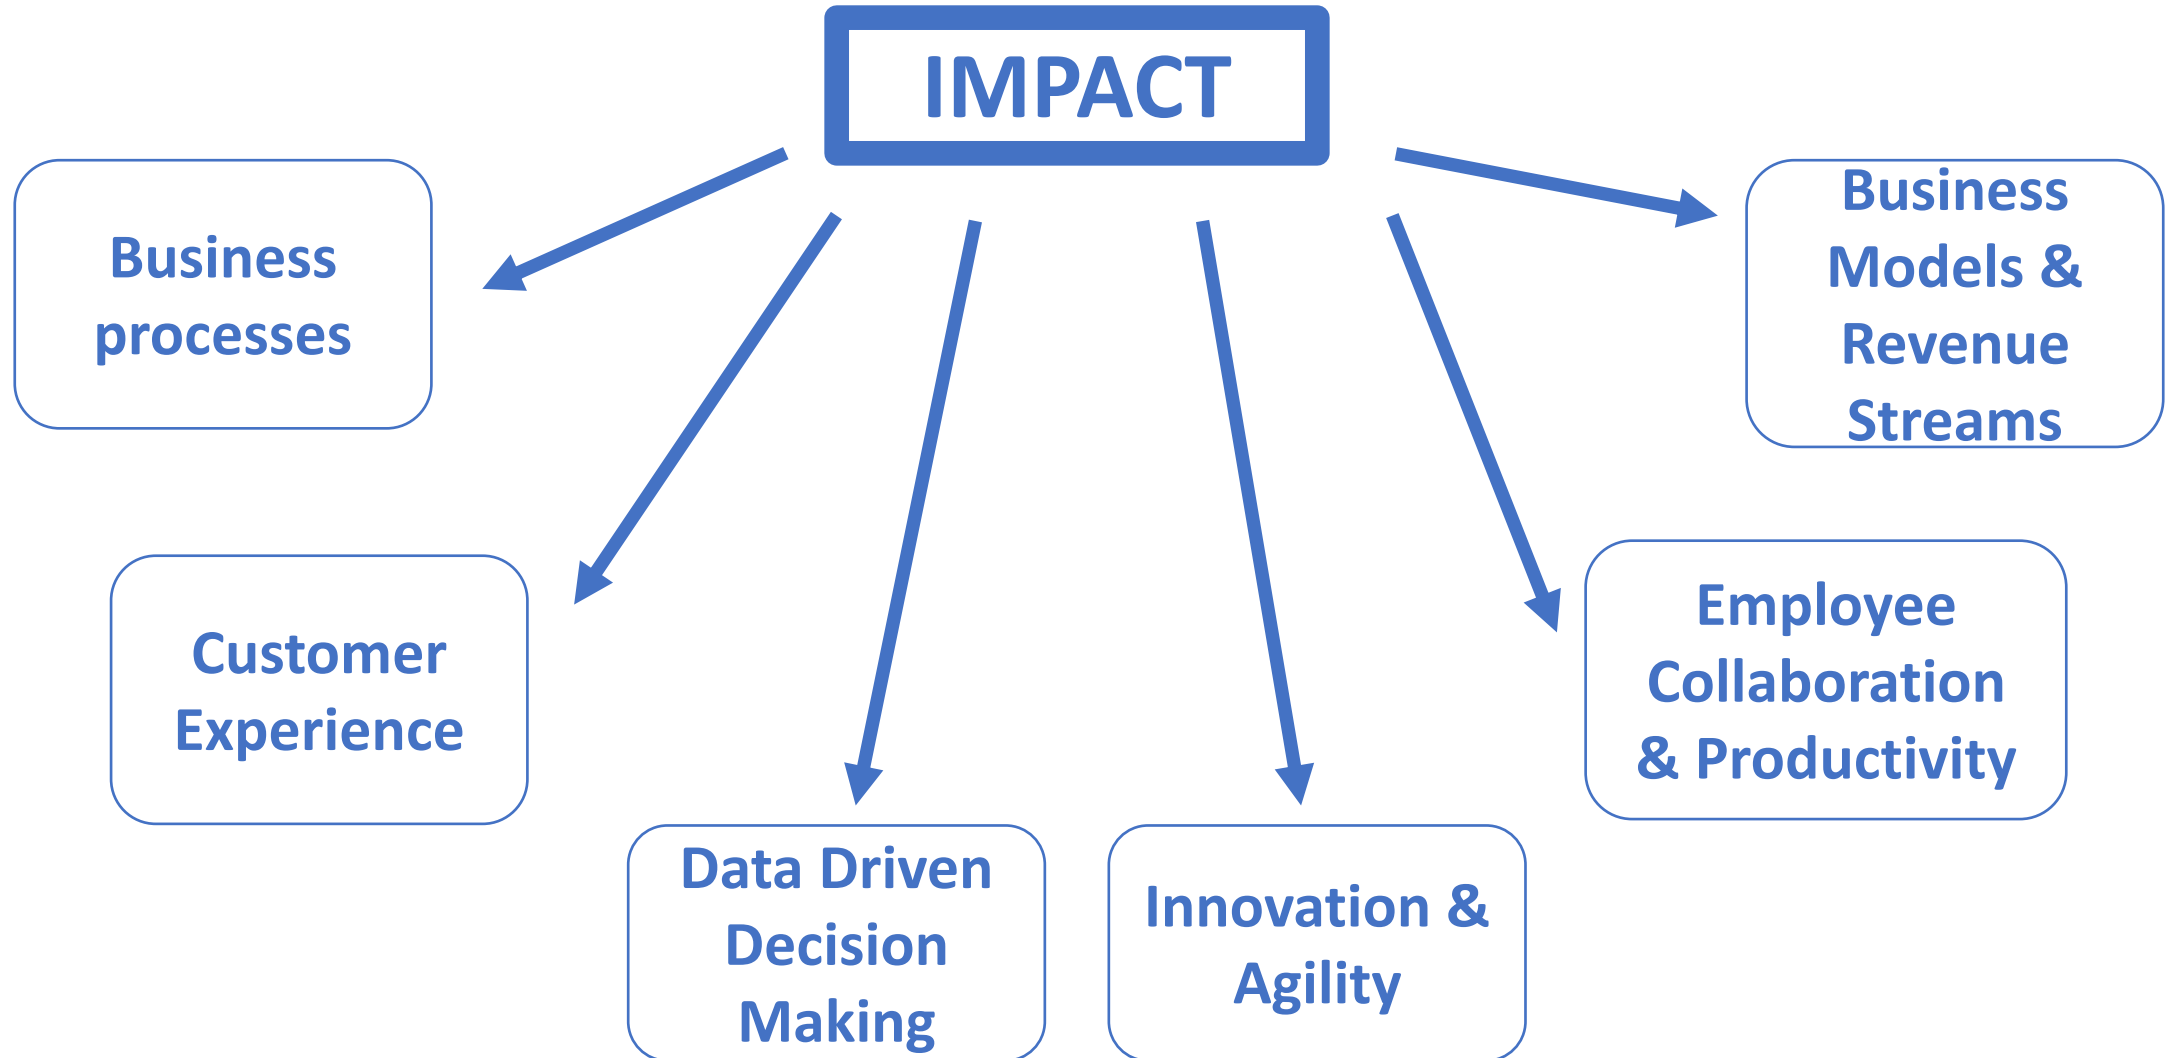 IMPACT
Business
processes
Customer
Experience
Data Driven
Decision
Making
Innovation &
Agility
Employee
Collaboration
& Productivity
Business
Models &
Revenue
Streams